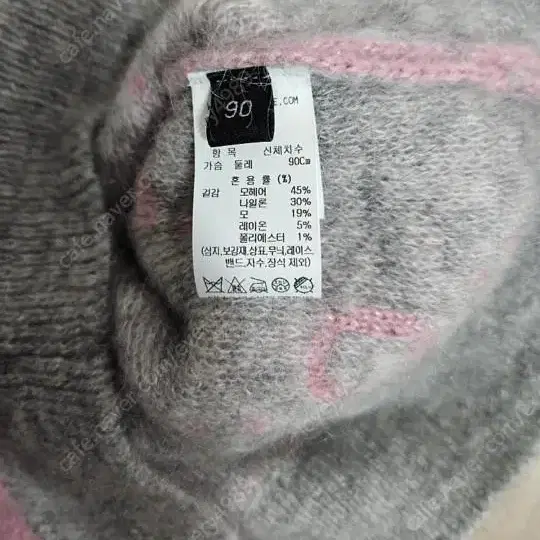 90
E.COM
항 목 신체치수
가슴 둘레 90Cm
혼 용 률 (%)
겉감 모헤어 45%
나일론 30%
모 19%
레이온 5%
폴리에스터 1%
(심지,보강재,상표,무늬,레이스,
밴드,자수,장식 제외)